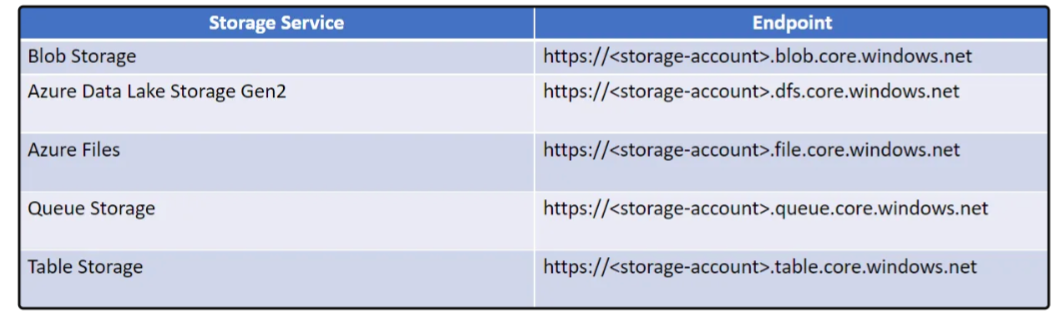 Storage Service Endpoint
Blob Storage https://<storage-account>.blob.core.windows.net
Azure Data Lake Storage Gen2 https://<storage-account>.dfs.core.windows.net
Azure Files https://<storage-account>.file.core.windows.net
Queue Storage https://<storage-account>.queue.core.windows.net
Table Storage https://<storage-account>.table.core.windows.net